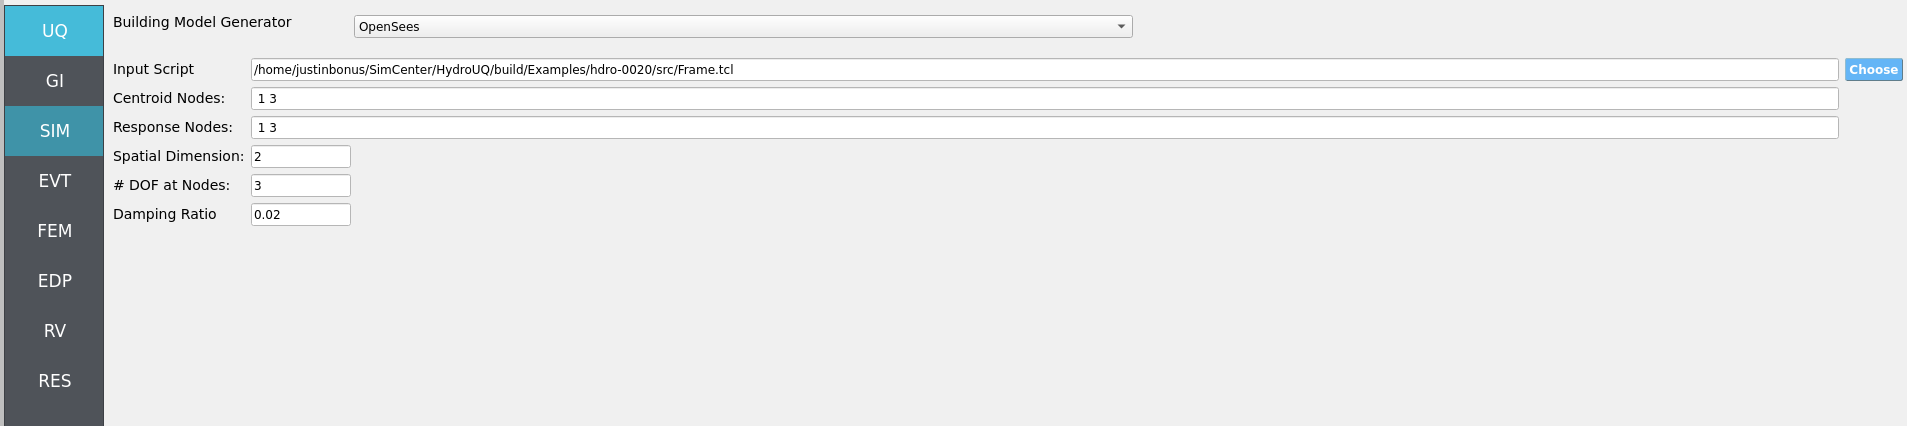 UQ
GI
SIM
EVT
FEM
EDP
RV
RES
Building Model Generator OpenSees
Input Script /home/justinbonus/SimCenter/HydroUQ/build/Examples/hdro-0020/src/Frame.tcl Choose
Centroid Nodes: 1 3
Response Nodes: 1 3
Spatial Dimension: 2
# DOF at Nodes: 3
Damping Ratio 0.02